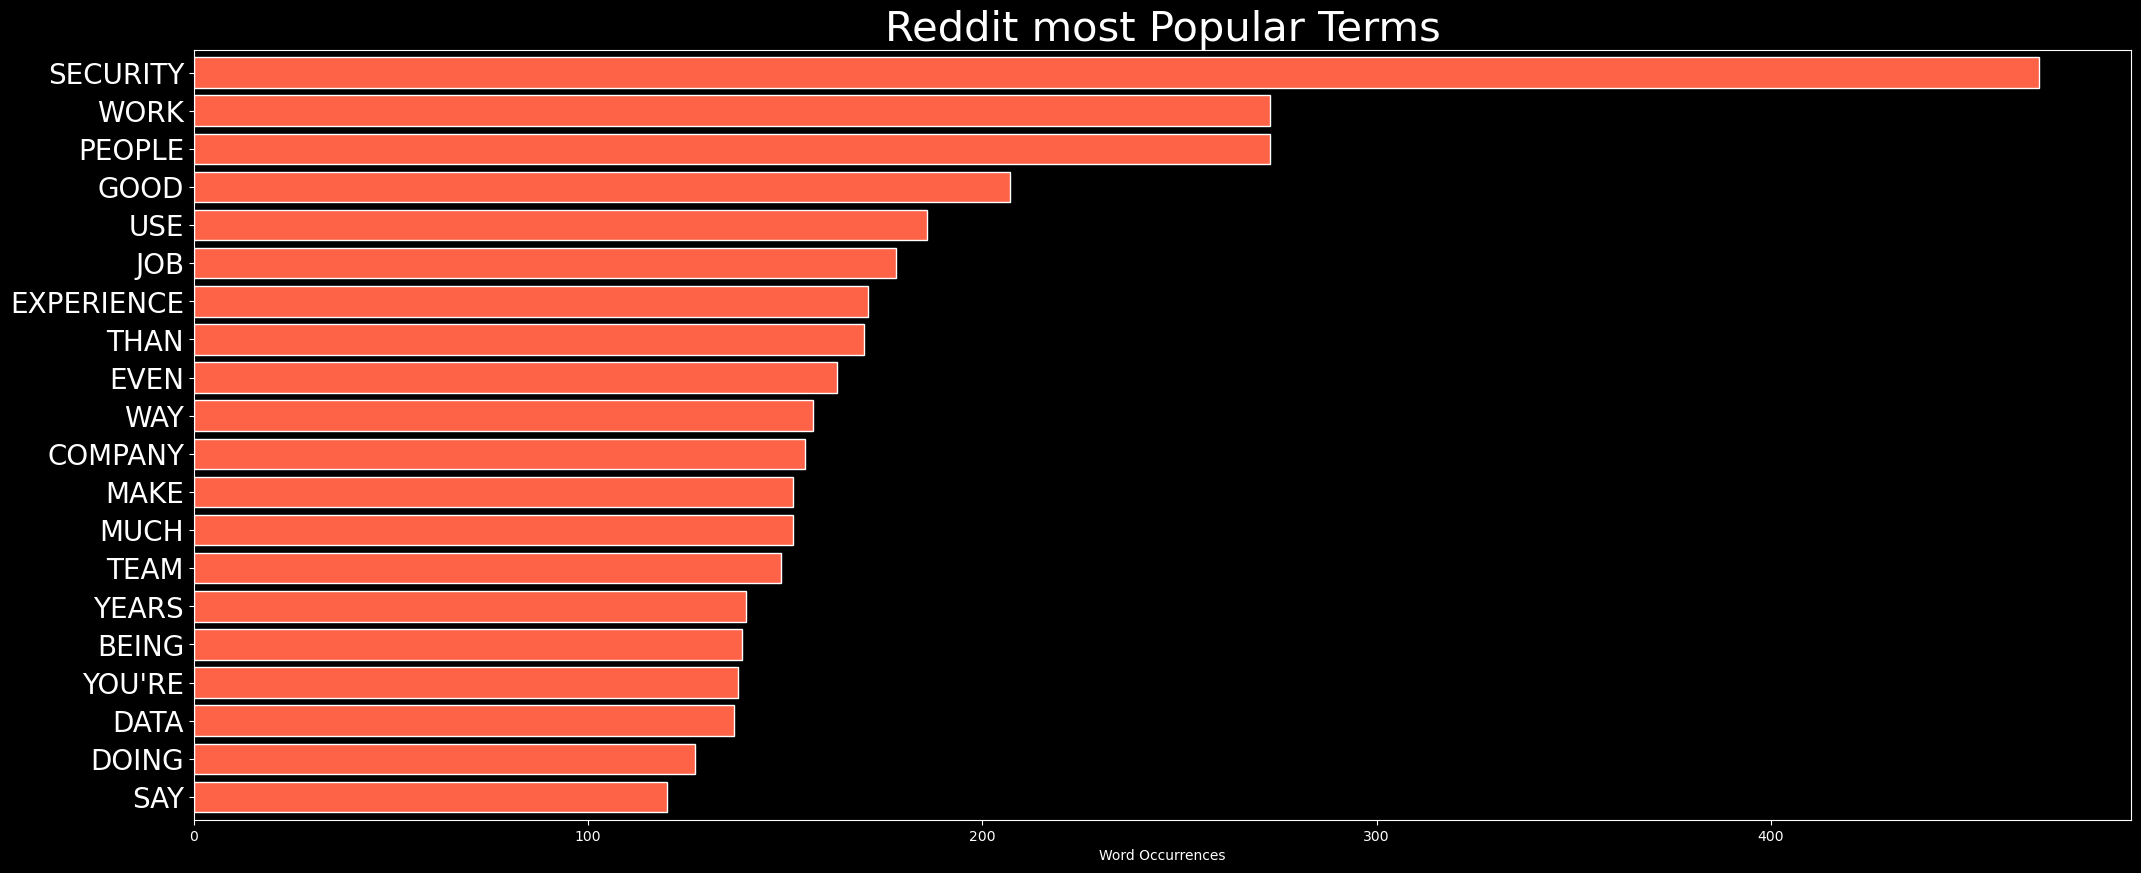 Reddit most Popular Terms
SECURITY
WORK
PEOPLE
GOOD
USE
JOB
EXPERIENCE
THAN
EVEN
WAY
COMPANY
MAKE
MUCH
TEAM
YEARS
BEING
YOU'RE
DATA
DOING
SAY
0 100 200 300 400
Word Occurrences